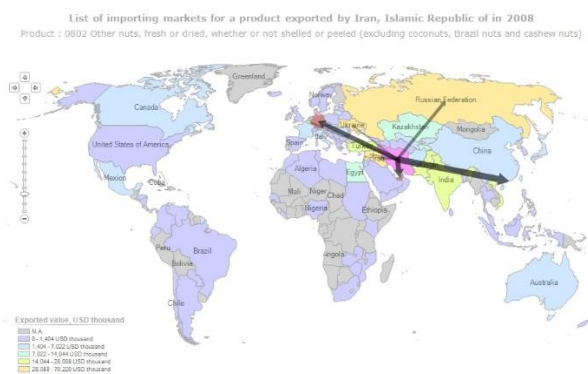 List of importing markets for a product exported by Iran, Islamic Republic of in 2008
Product : 0802 Other nuts, fresh or dried, whether or not shelled or peeled (excluding coconuts, Brazil nuts and cashew nuts)
Greenland
Norway
Russian Federation
Canada
Ukraine
Kazakhstan
Mongolia
United States of America
Spain
China
Algeria
Egypt
Mexico
Cuba
India
Mali
Niger
Chad
Nigeria
Ethiopia
Peru
Brazil
Angola
Bolivia
Australia
Chile
Exported value, USD thousand
N.A.
0 - 1,404 USD thousand
1,404 - 7,022 USD thousand
7,022 - 14,044 USD thousand
14,044 - 28,088 USD thousand
28,088 - 70,220 USD thousand